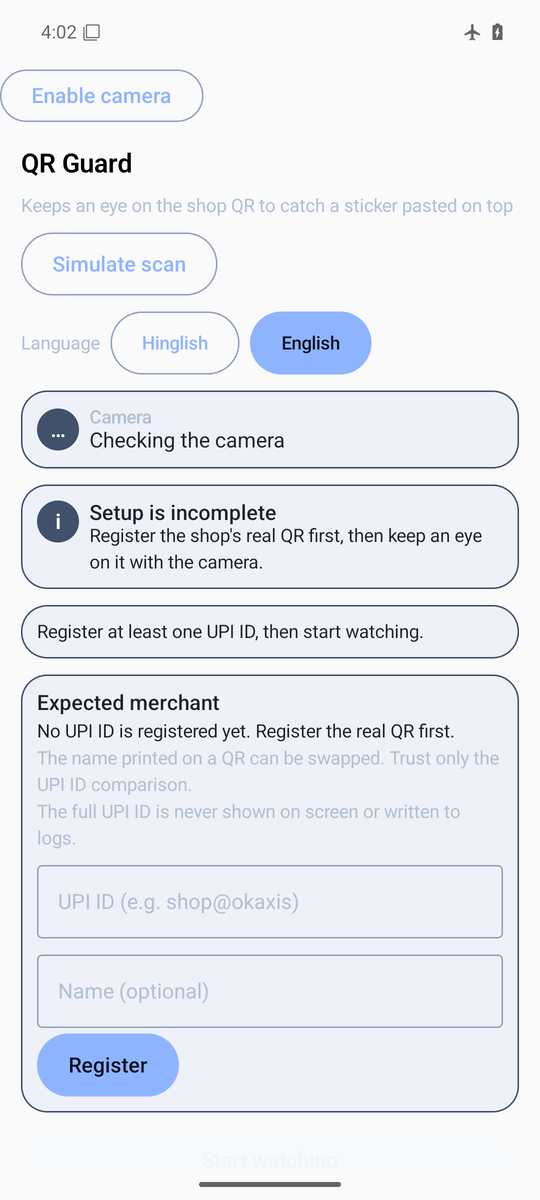 4:02
Enable camera
QR Guard
Keeps an eye on the shop QR to catch a sticker pasted on top
Simulate scan
Language
Hinglish
English
...
Camera
Checking the camera
i
Setup is incomplete
Register the shop's real QR first, then keep an eye
on it with the camera.
Register at least one UPI ID, then start watching.
Expected merchant
No UPI ID is registered yet. Register the real QR first.
The name printed on a QR can be swapped. Trust only the
UPI ID comparison.
The full UPI ID is never shown on screen or written to
logs.
UPI ID (e.g. shop@okaxis)
Name (optional)
Register
Start watching